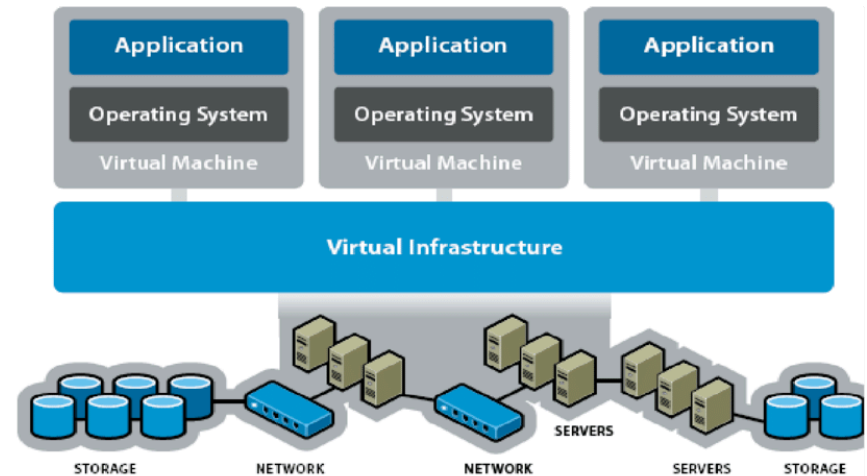 Application
Application
Application
Operating System
Operating System
Operating System
Virtual Machine
Virtual Machine
Virtual Machine
Virtual Infrastructure
SERVERS
STORAGE
NETWORK
NETWORK
SERVERS
STORAGE